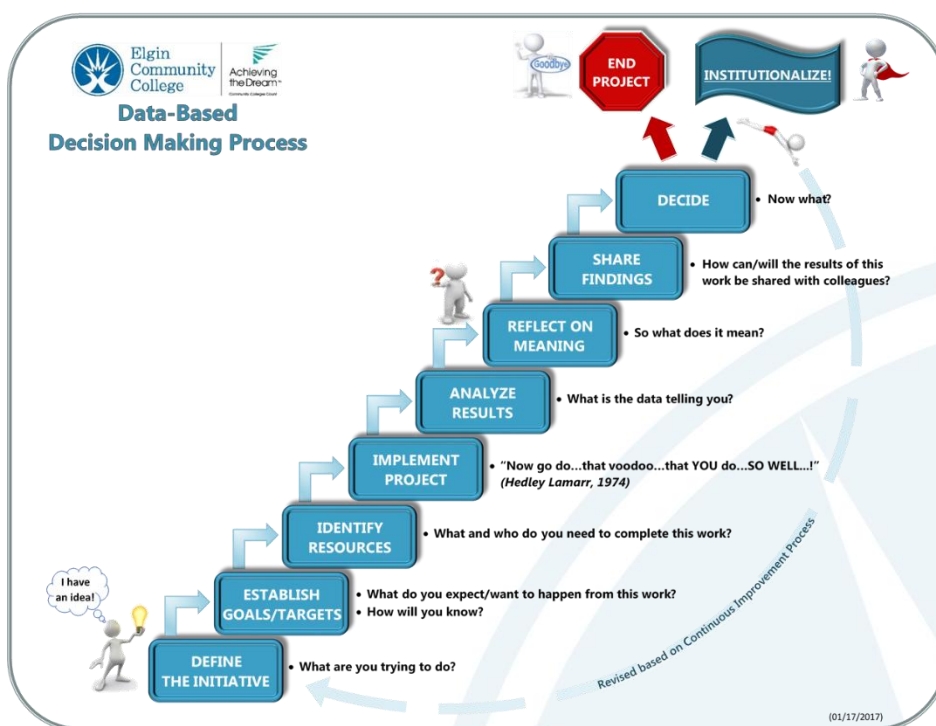 Elgin
Community
College
Achieving
the Dream™
Community Colleges Count
Data-Based
Decision Making Process
Goodbye
END
PROJECT
INSTITUTIONALIZE!
DECIDE
• Now what?
SHARE
FINDINGS
• How can/will the results of this
work be shared with colleagues?
REFLECT ON
MEANING
• So what does it mean?
?
ANALYZE
RESULTS
• What is the data telling you?
IMPLEMENT
PROJECT
• "Now go do...that voodoo...that YOU do...SO WELL...!"
(Hedley Lamarr, 1974)
IDENTIFY
RESOURCES
• What and who do you need to complete this work?
I have
an idea!
ESTABLISH
GOALS/TARGETS
• What do you expect/want to happen from this work?
• How will you know?
DEFINE
THE INITIATIVE
• What are you trying to do?
Revised based on Continuous Improvement Process
(01/17/2017)